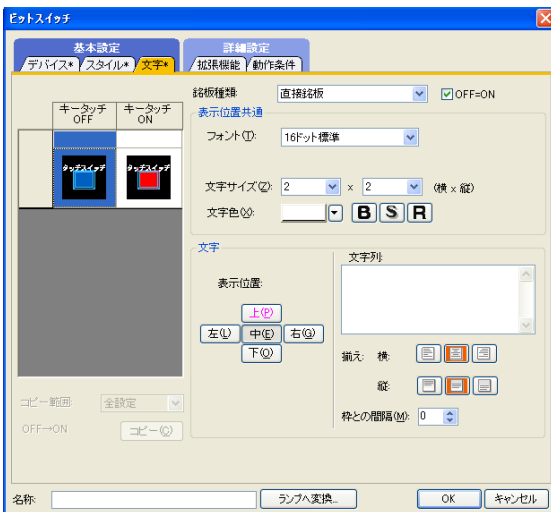 ビットスイッチ
基本設定
詳細設定
デバイス* スタイル* 文字*
拡張機能 動作条件
キータッチ OFF
キータッチ ON
タッチスイッチ
タッチスイッチ
銘板種類: 直接銘板 OFF=ON
表示位置共通
フォント(T): 16ドット標準
文字サイズ(Z): 2 x 2 (横 x 縦)
文字色(X): B S R
文字
表示位置:
上(P)
左(L) 中(E) 右(G)
下(O)
文字列:
揃え: 横:
縦:
枠との間隔(M): 0
コピー範囲: 全設定
OFF→ON コピー(C)
名称: ランプへ変換... OK キャンセル